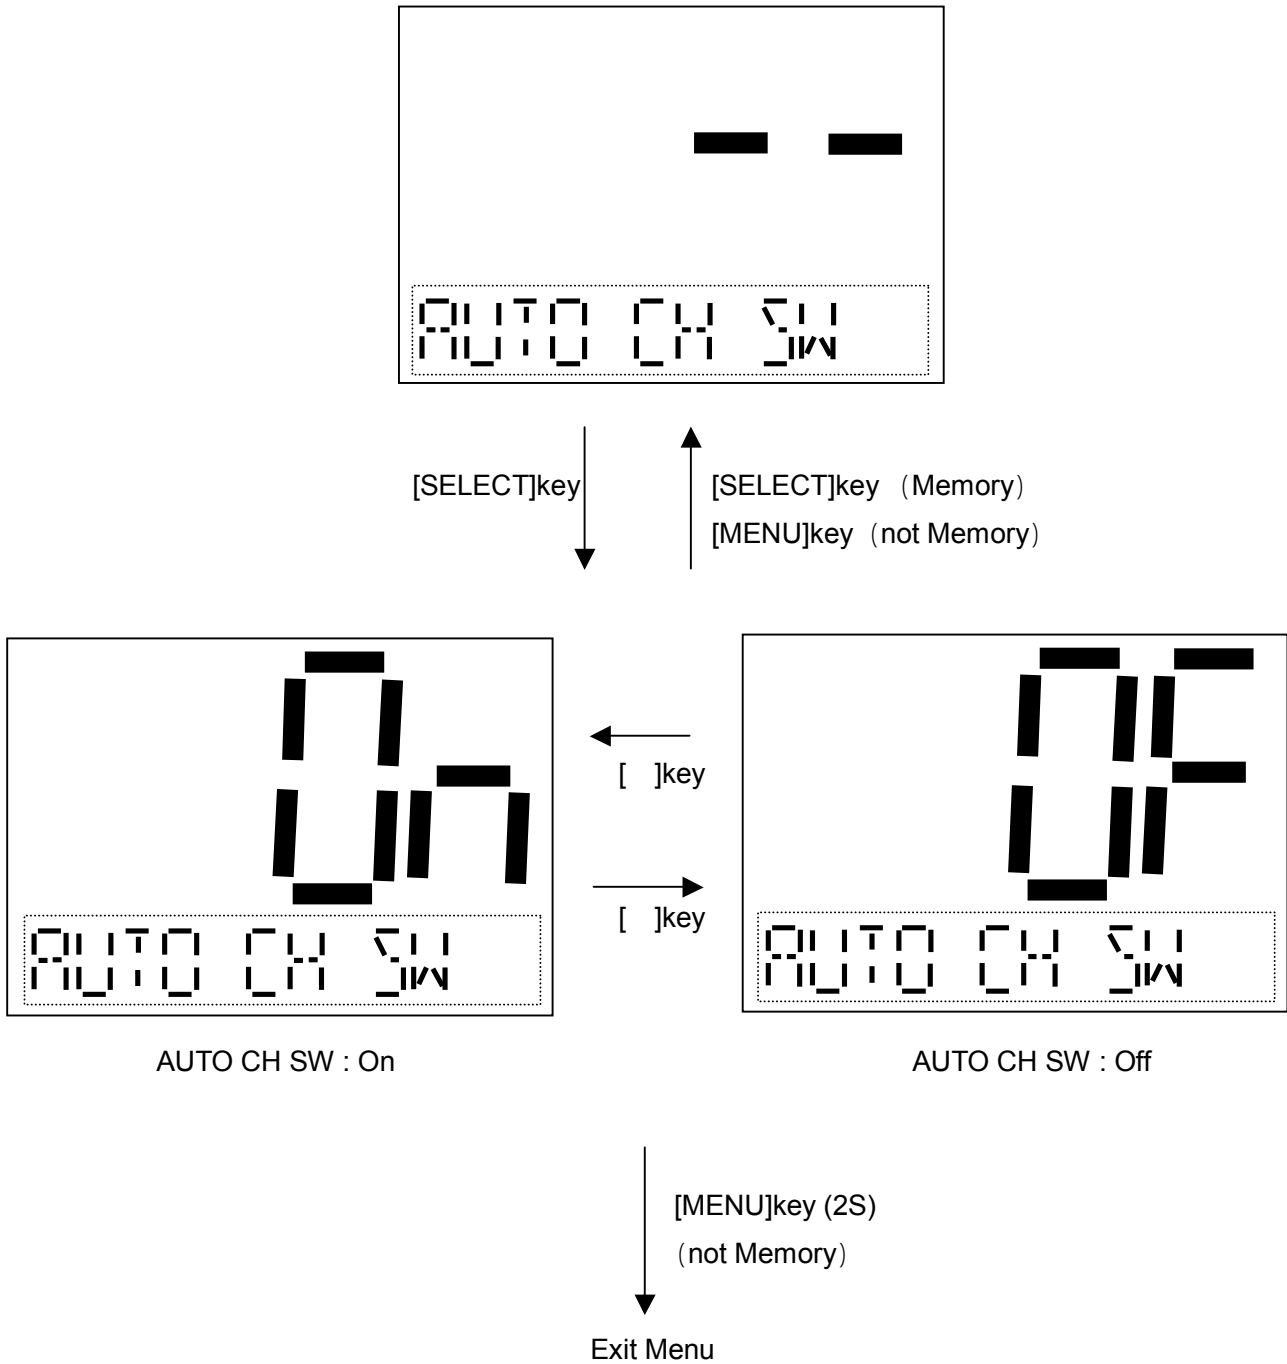 - -
AUTO CH SW
[SELECT]key
[SELECT]key （Memory）
[MENU]key （not Memory）
On
AUTO CH SW
[ ]key
[ ]key
OF
AUTO CH SW
AUTO CH SW : On
AUTO CH SW : Off
[MENU]key (2S)
（not Memory）
Exit Menu